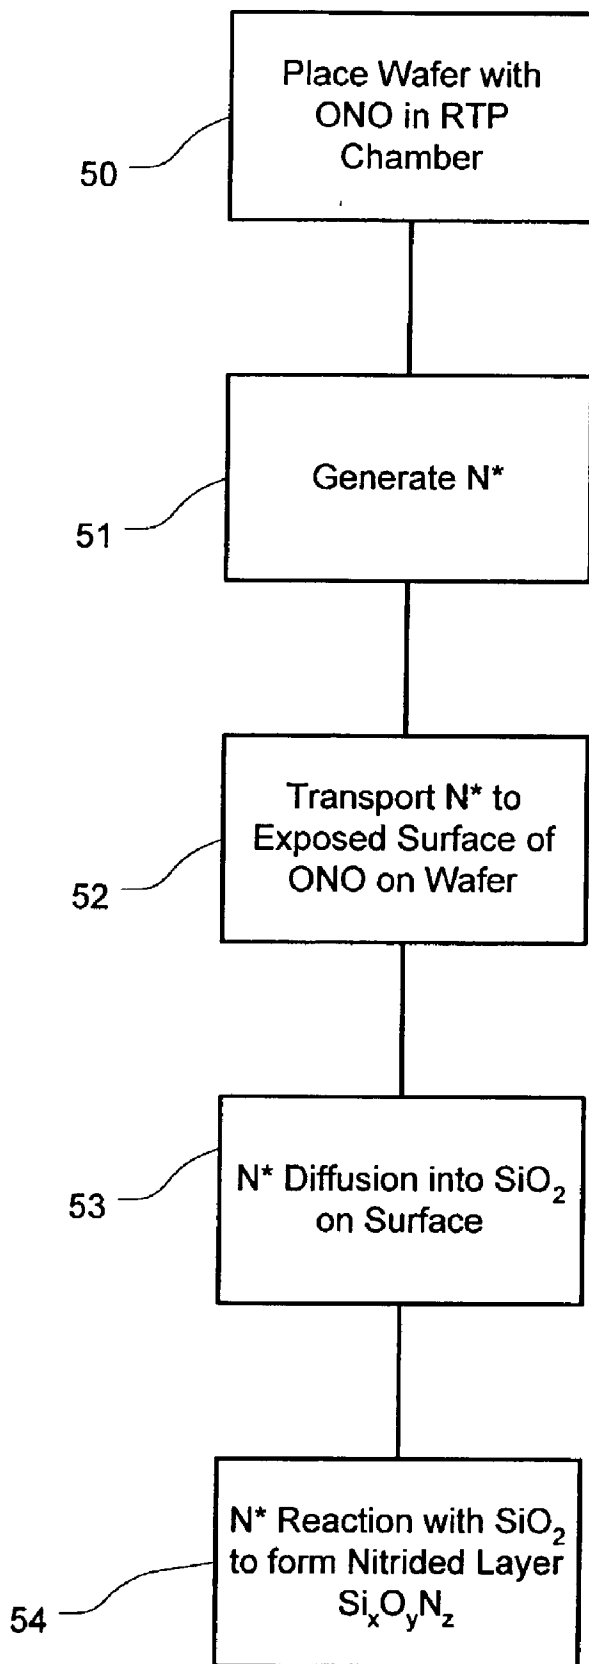 Place Wafer with
ONO in RTP
Chamber
50
Generate N*
51
Transport N* to
Exposed Surface of
ONO on Wafer
52
N* Diffusion into SiO₂
on Surface
53
N* Reaction with SiO₂
to form Nitrided Layer
SiₓOᵧN𝓏
54